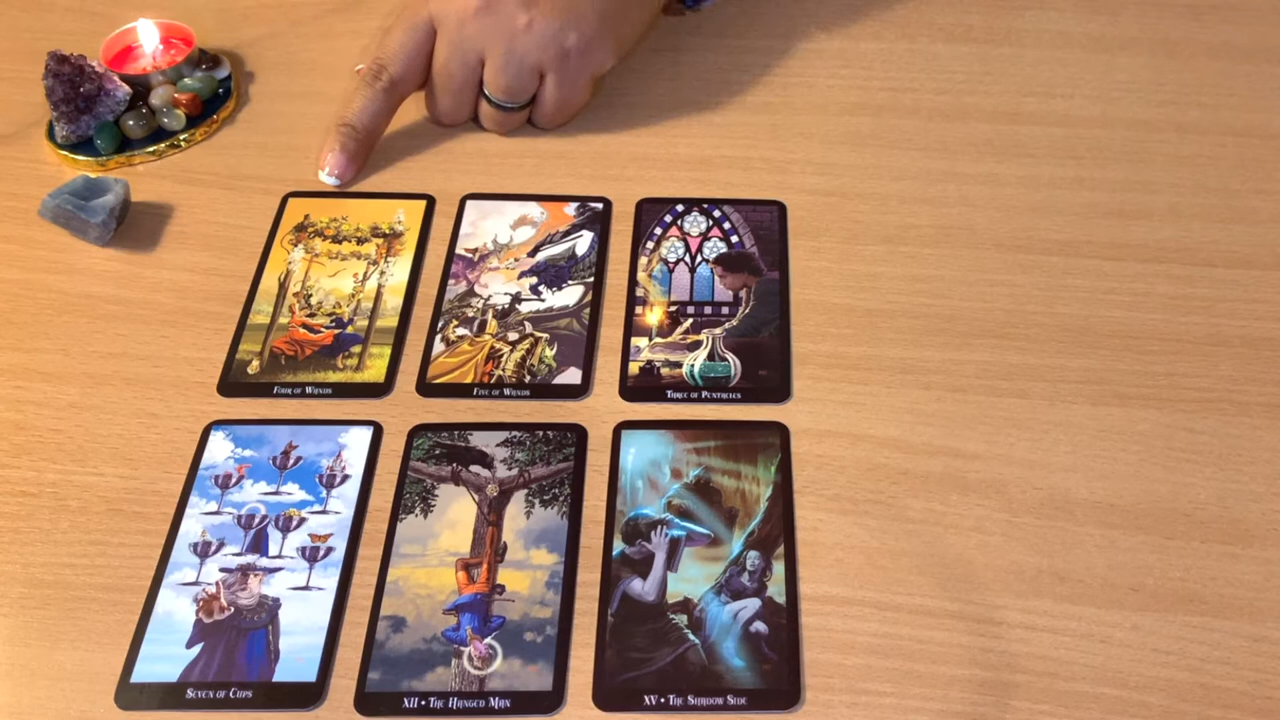 Four of Wands
Five of Wands
Three of Pentacles
Seven of Cups
XII • The Hanged Man
XV • The Shadow Side